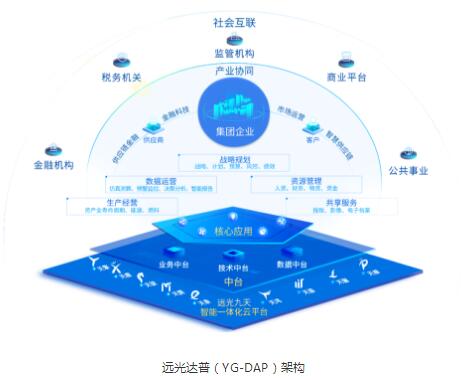 社会互联
监管机构
税务机关
商业平台
产业协同
金融科技
市场运营
集团企业
供应商
客户
供应链金融
智慧供应链
金融机构
公共事业
战略规划
战略、计划、预算、风控、绩效
数据运营
仿真测算、预警监控、决策分析、智能报告
资源管理
人资、财务、物资、资金
生产经营
资产全寿命周期、能源、燃料
共享服务
报账、影像、电子档案
核心应用
业务中台
技术中台
数据中台
中台
远光九天
智能一体化云平台
远光达普（YG-DAP）架构